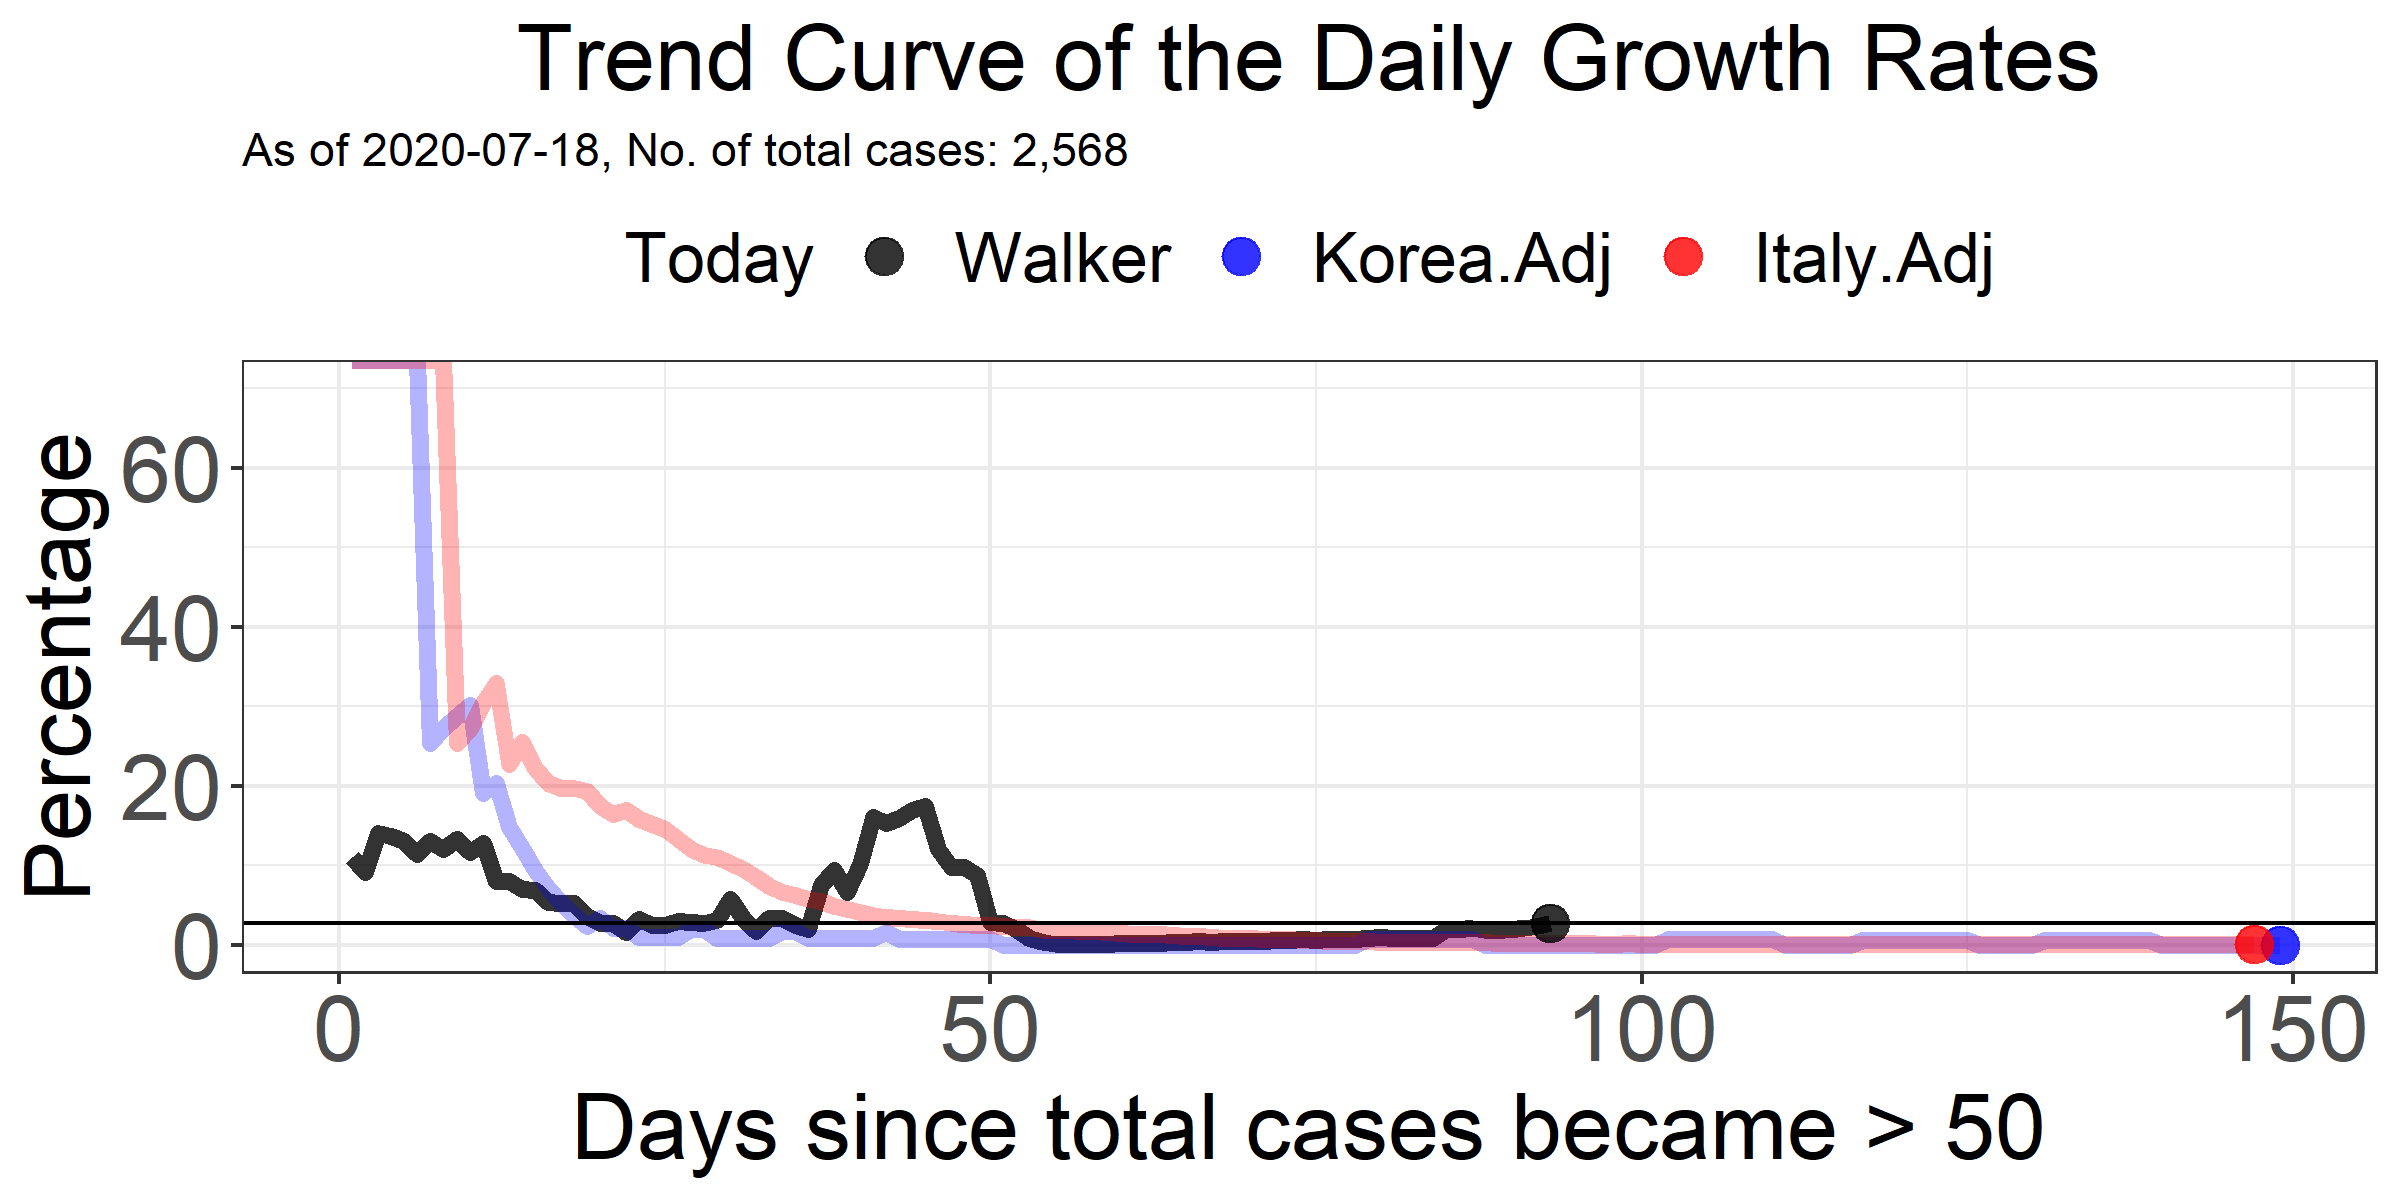 Trend Curve of the Daily Growth Rates
As of 2020-07-18, No. of total cases: 2,568
Today Walker Korea.Adj Italy.Adj
Percentage
60
40
20
0
0 50 100 150
Days since total cases became > 50